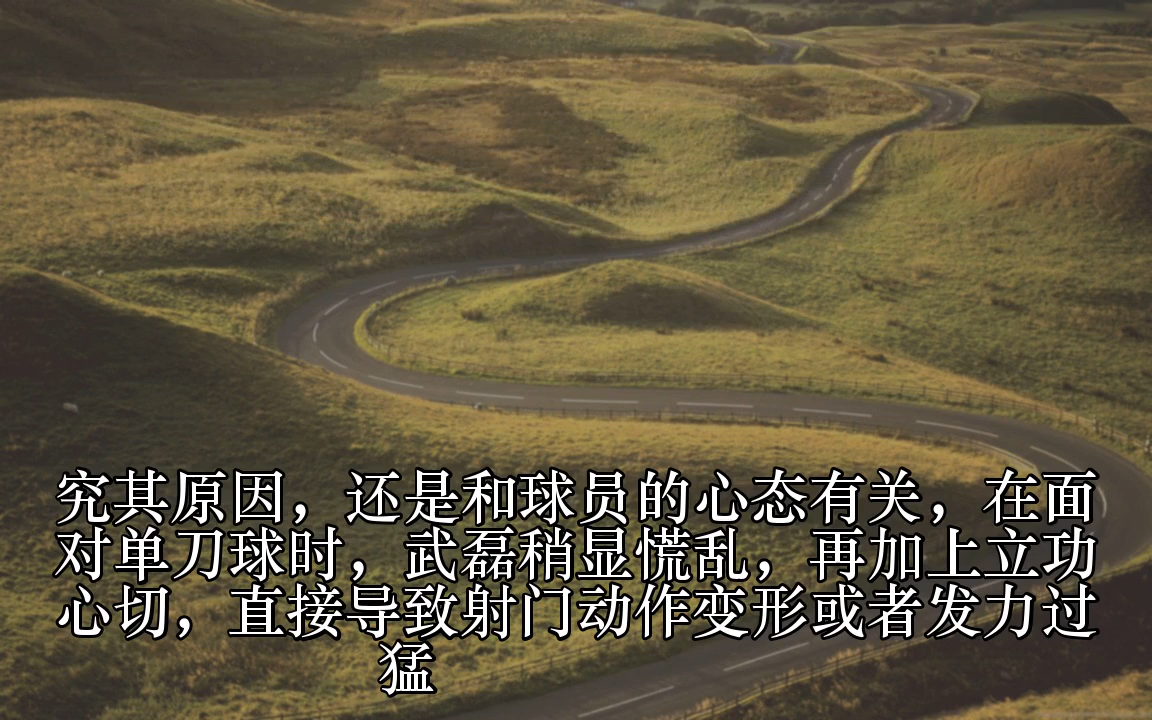 究其原因，还是和球员的心态有关，在面
对单刀球时，武磊稍显慌乱，再加上立功
心切，直接导致射门动作变形或者发力过
猛